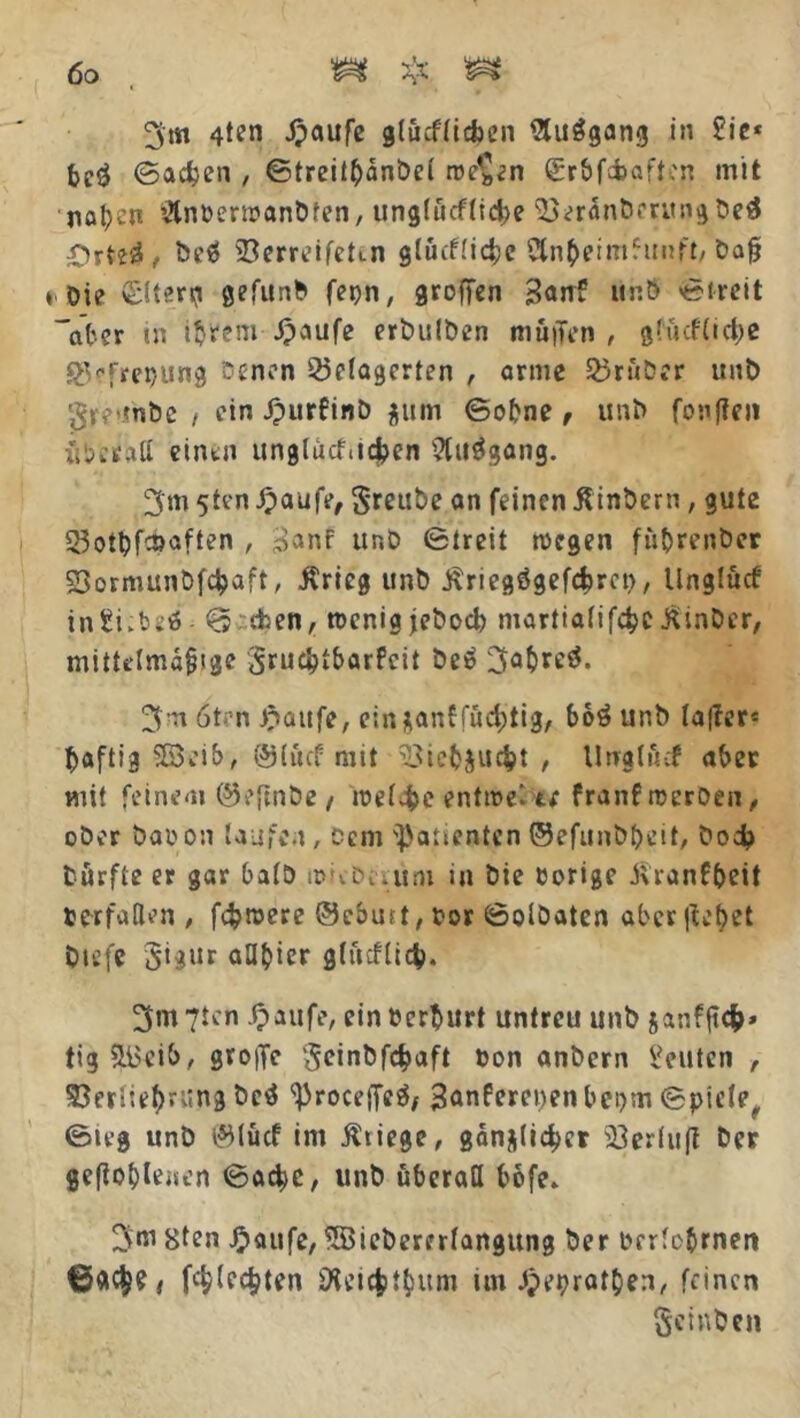 60
Im 4ten Hause glücklichen Ausgang in Lie-
bes Sachen, Streithändel wegen Erbschaften mit
nahen Anverwandten, unglückliche Veränderung des
Ortes, des Verreiseten glückliche Anheimkunft, daß
die Eltern gesund seyn, grossen Zank und Streit
aber in ihrem Hause erdulden müssen, glückliche
Befreyung denen Belagerten, arme Brüder und
Freunde, ein Hurkind zum Sohne, und sonsten
überall einen unglücklichen Ausgang.
Im 5ten Hause, Freude an seinen Kindern, gute
Bothschaften, Zank und Streit wegen führender
Vormundschaft, Krieg und Kriegsgeschrey, Unglück
in Liebes-Sachen, wenig jedoch martialische Kinder,
mittelmäßige Fruchtbarkeit des Jahres.
Im 6ten Hause, ein zanksüchtig, bös und laster-
haftig Weib, Glück mit Viehzucht, Unglück aber
mit seinem Gesinde, welche entweder krank werden,
oder davon laufen, dem Patienten Gesundheit, doch
dürfte er gar bald wiederum in die vorige Krankheit
verfallen, schwere Geburt, vor Soldaten aber stehet
diese Figur allhier glücklich.
Im 7ten Hause, ein verhurt untreu und zanksich-
tig Weib, grosse Feindschaft von andern Leuten,
Verliehrung des Processes, Zankereyen beym Spiele,
Sieg und Glück im Kriege, gänzlicher Verlust der
gestohlenen Sache, und überall böse.
Im 8ten Hause, Wiedererlangung der verlohrnen
Sache, schlechten Reichthum im Heyrathen, seinen
Feinden